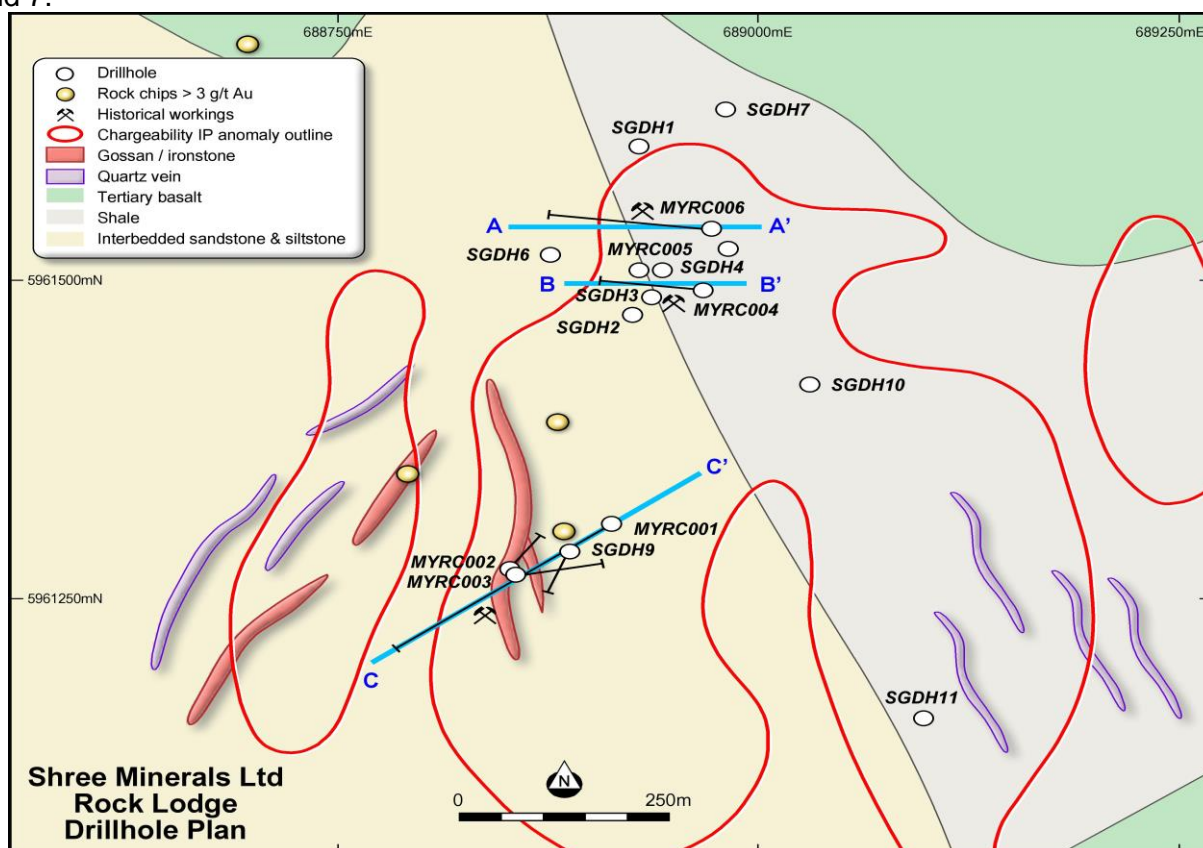 nd 7.
688750mE
689000mE
689250mE
Drillhole
Rock chips > 3 g/t Au
Historical workings
Chargeability IP anomaly outline
Gossan / ironstone
Quartz vein
Tertiary basalt
Shale
Interbedded sandstone & siltstone
SGDH7
SGDH1
MYRC006
A
A'
SGDH6
MYRC005
SGDH4
5961500mN
B
B'
SGDH3
MYRC004
SGDH2
SGDH10
C'
MYRC001
SGDH9
MYRC002
MYRC003
5961250mN
C
SGDH11
Shree Minerals Ltd
Rock Lodge
Drillhole Plan
N
0
250m